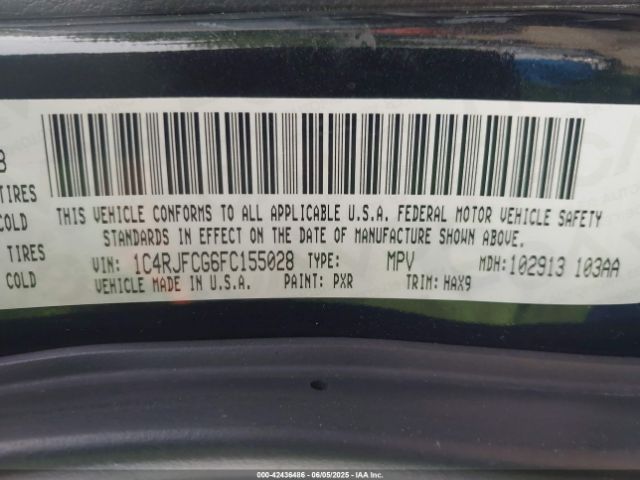 B
TIRES
COLD
TIRES
COLD
THIS VEHICLE CONFORMS TO ALL APPLICABLE U.S.A. FEDERAL MOTOR VEHICLE SAFETY
STANDARDS IN EFFECT ON THE DATE OF MANUFACTURE SHOWN ABOVE.
VIN: 1C4RJFCG6FC155028 TYPE: MPV MDH:102913 103AA
VEHICLE MADE IN U.S.A. PAINT: PXR TRIM: HAX9
000-42436486 - 06/05/2025 - IAA Inc.